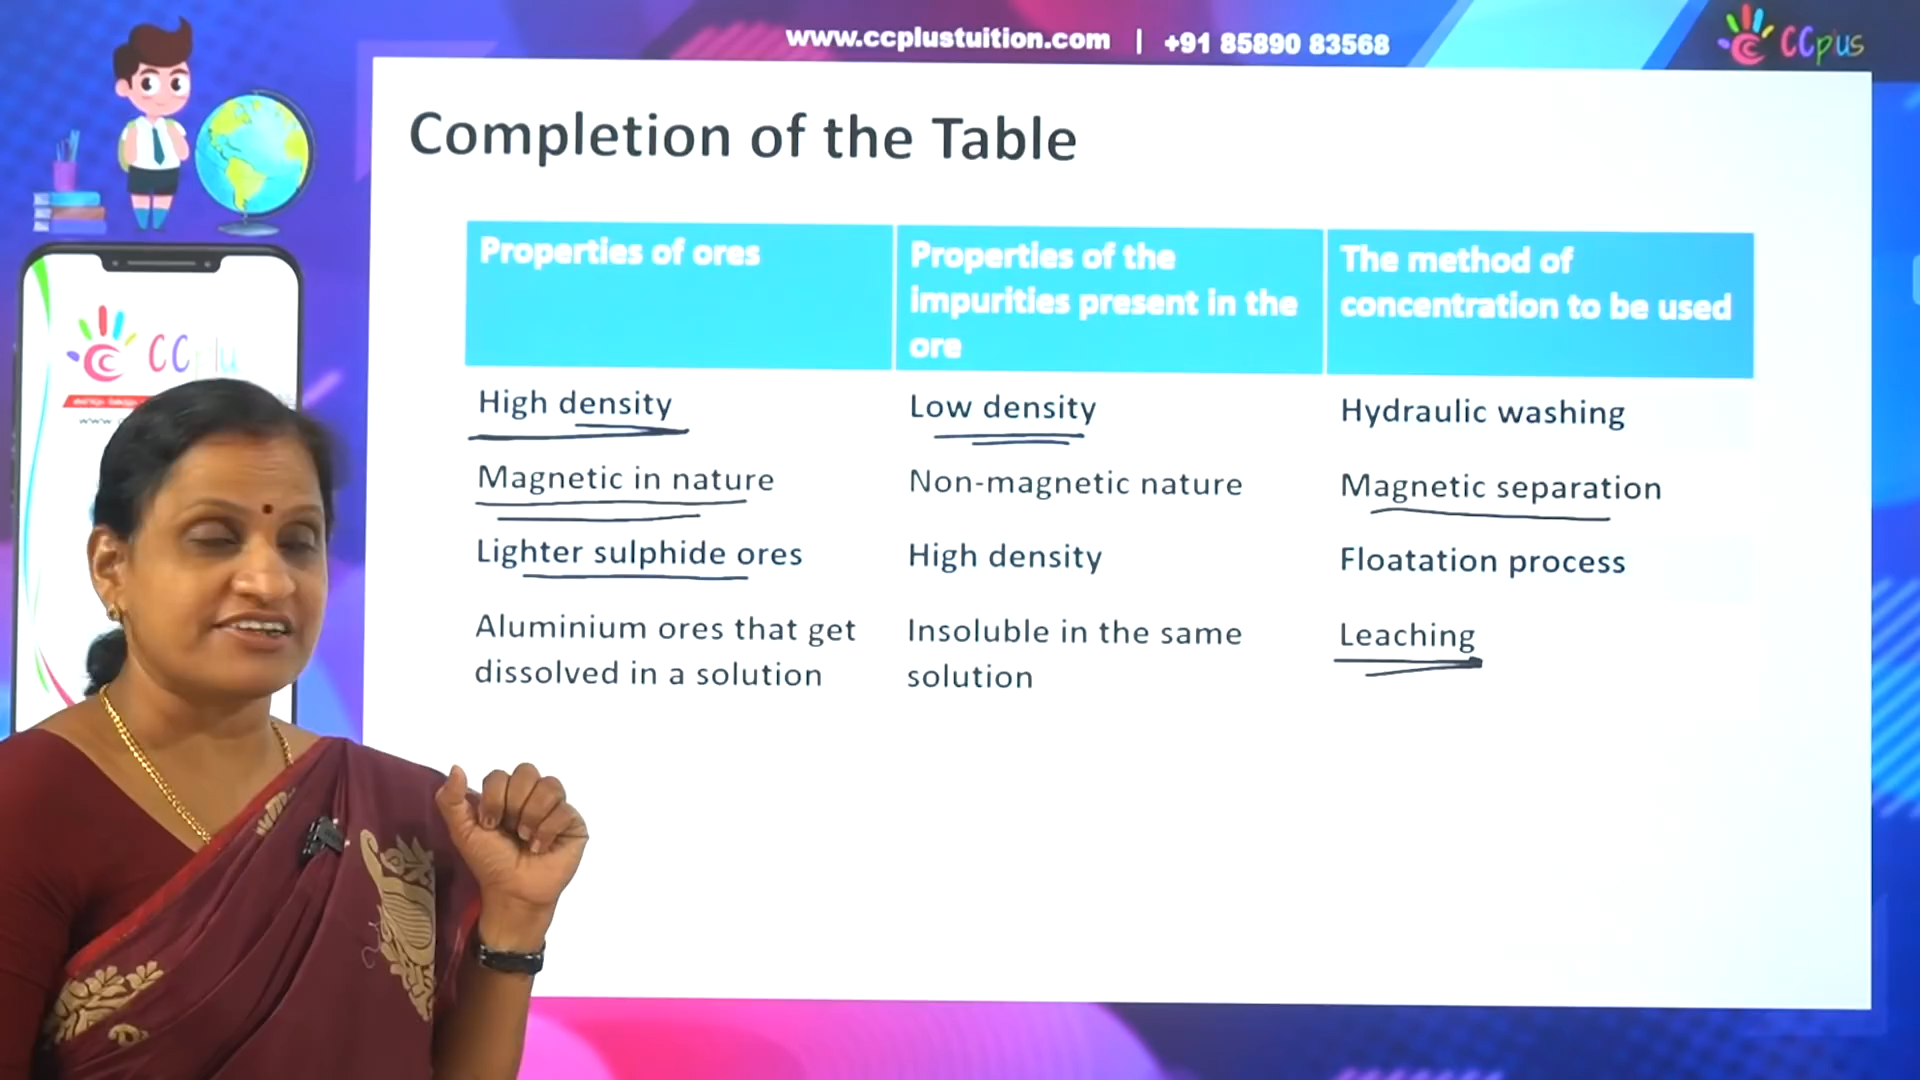 www.ccplustuition.com | +91 85890 83568
CCplus
Completion of the Table
Properties of ores
Properties of the
impurities present in the
ore
The method of
concentration to be used
High density
Low density
Hydraulic washing
Magnetic in nature
Non-magnetic nature
Magnetic separation
Lighter sulphide ores
High density
Floatation process
Aluminium ores that get
dissolved in a solution
Insoluble in the same
solution
Leaching
CCplu
www.